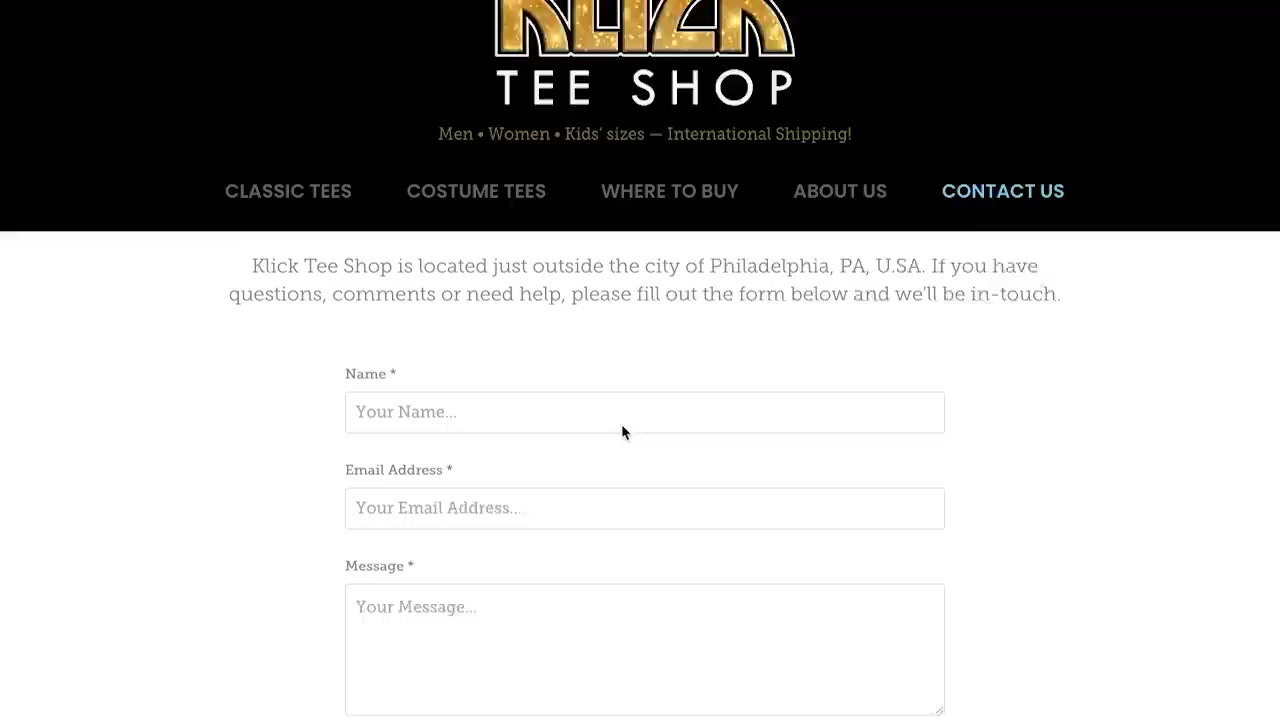 KLICK
TEE SHOP
Men • Women • Kids' sizes — International Shipping!
CLASSIC TEES COSTUME TEES WHERE TO BUY ABOUT US CONTACT US
Klick Tee Shop is located just outside the city of Philadelphia, PA, U.SA. If you have
questions, comments or need help, please fill out the form below and we'll be in-touch.
Name *
Your Name...
Email Address *
Your Email Address...
Message *
Your Message...